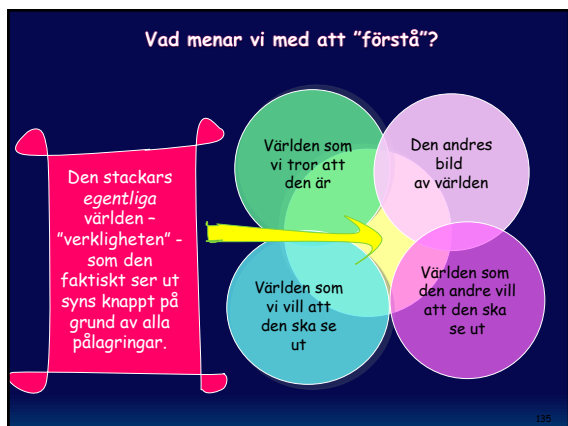 Vad menar vi med att ”förstå”?
Den stackars
egentliga
världen –
”verkligheten” -
som den
faktiskt ser ut
syns knappt på
grund av alla
pålagringar.
Världen som
vi tror att
den är
Den andres
bild
av världen
Världen som
vi vill att
den ska se
ut
Världen som
den andre vill
att den ska
se ut
135